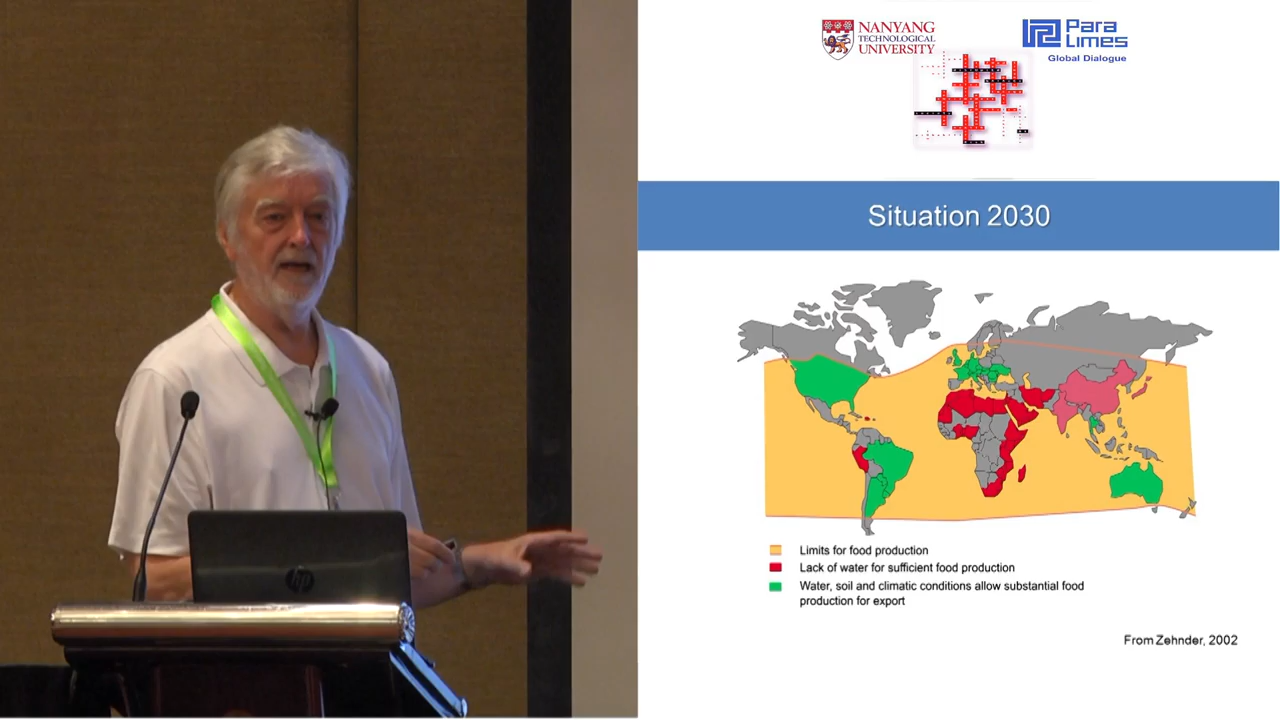 NANYANG
TECHNOLOGICAL
UNIVERSITY
Para
Limes
Global Dialogue
Situation 2030
Limits for food production
Lack of water for sufficient food production
Water, soil and climatic conditions allow substantial food
production for export
From Zehnder, 2002
hp